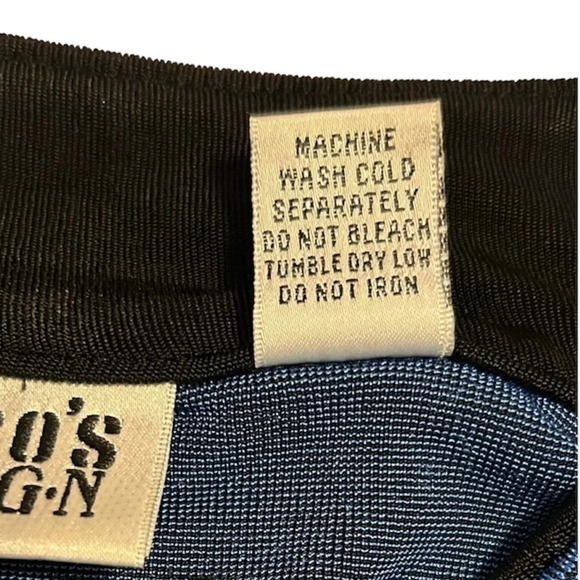 MACHINE
WASH COLD
SEPARATELY
DO NOT BLEACH
TUMBLE DRY LOW
DO NOT IRON
O'S
G·N